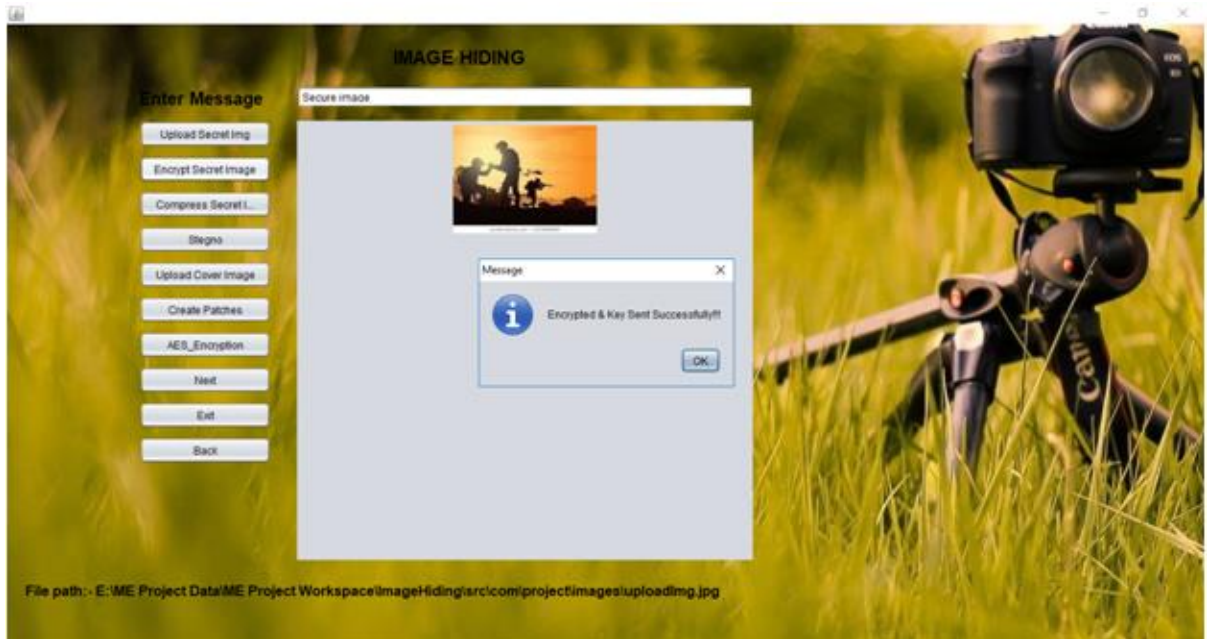 IMAGE HIDING
Enter Message
Secure image
Upload Secret Img
Encrypt Secret Image
Compress Secret I...
Stegno
Upload Cover Image
Create Patches
AES_Encryption
Next
Exit
Back
Message
Encrypted & Key Sent Successfully!!!
OK
File path:- E:\ME Project Data\ME Project Workspace\ImageHiding\src\com\project\images\uploadImg.jpg
EOS
Canon